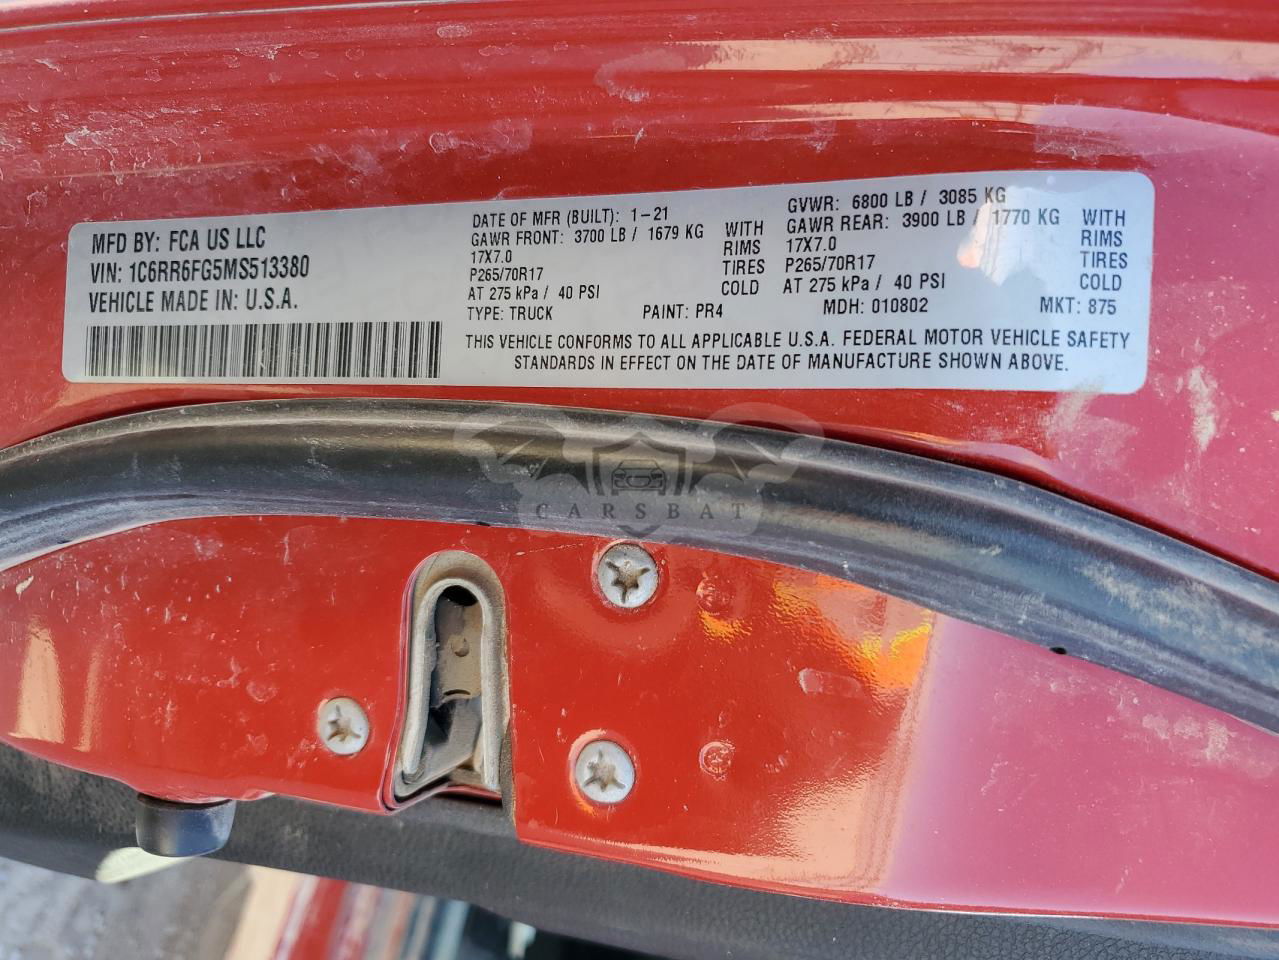 MFD BY: FCA US LLC
VIN: 1C6RR6FG5MS513380
VEHICLE MADE IN: U.S.A.
DATE OF MFR (BUILT): 1-21
GAWR FRONT: 3700 LB / 1679 KG WITH
17X7.0 RIMS
P265/70R17 TIRES
AT 275 kPa / 40 PSI COLD
GVWR: 6800 LB / 3085 KG
GAWR REAR: 3900 LB / 1770 KG WITH
17X7.0 RIMS
P265/70R17 TIRES
AT 275 kPa / 40 PSI COLD
TYPE: TRUCK PAINT: PR4 MDH: 010802 MKT: 875
THIS VEHICLE CONFORMS TO ALL APPLICABLE U.S.A. FEDERAL MOTOR VEHICLE SAFETY
STANDARDS IN EFFECT ON THE DATE OF MANUFACTURE SHOWN ABOVE.
CARSBAT